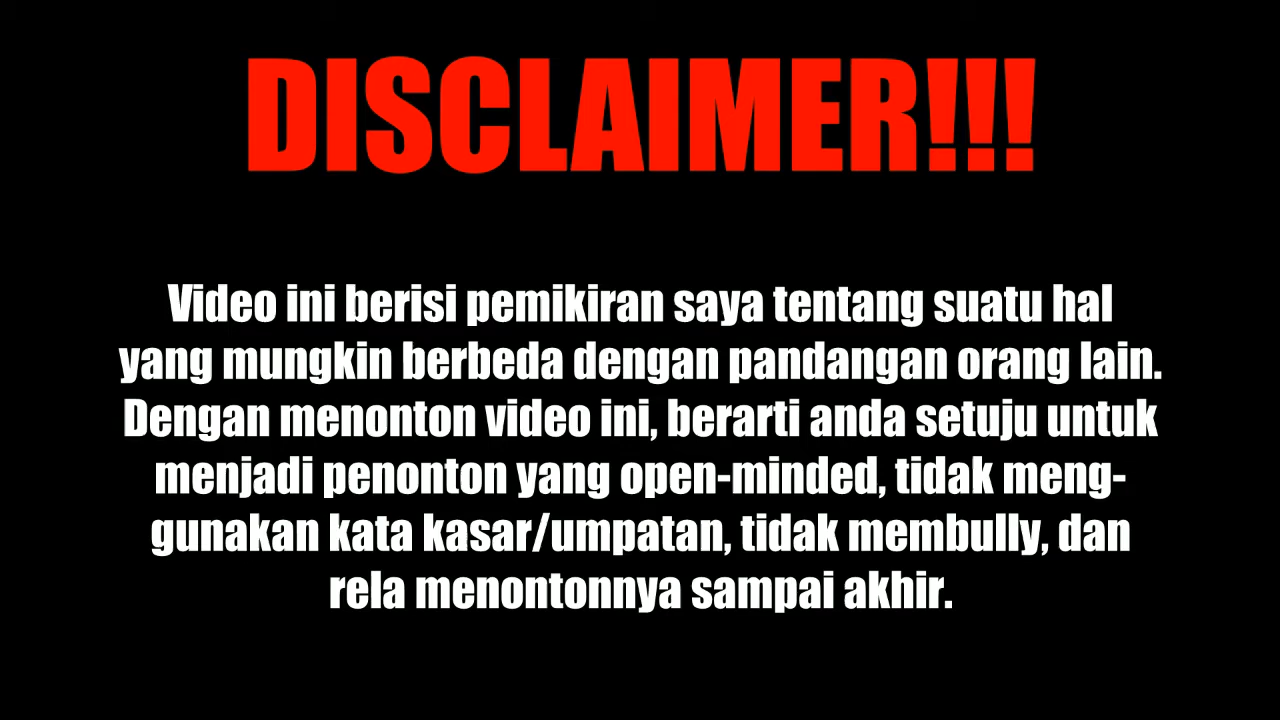 DISCLAIMER!!!
Video ini berisi pemikiran saya tentang suatu hal
yang mungkin berbeda dengan pandangan orang lain.
Dengan menonton video ini, berarti anda setuju untuk
menjadi penonton yang open-minded, tidak meng-
gunakan kata kasar/umpatan, tidak membully, dan
rela menontonnya sampai akhir.